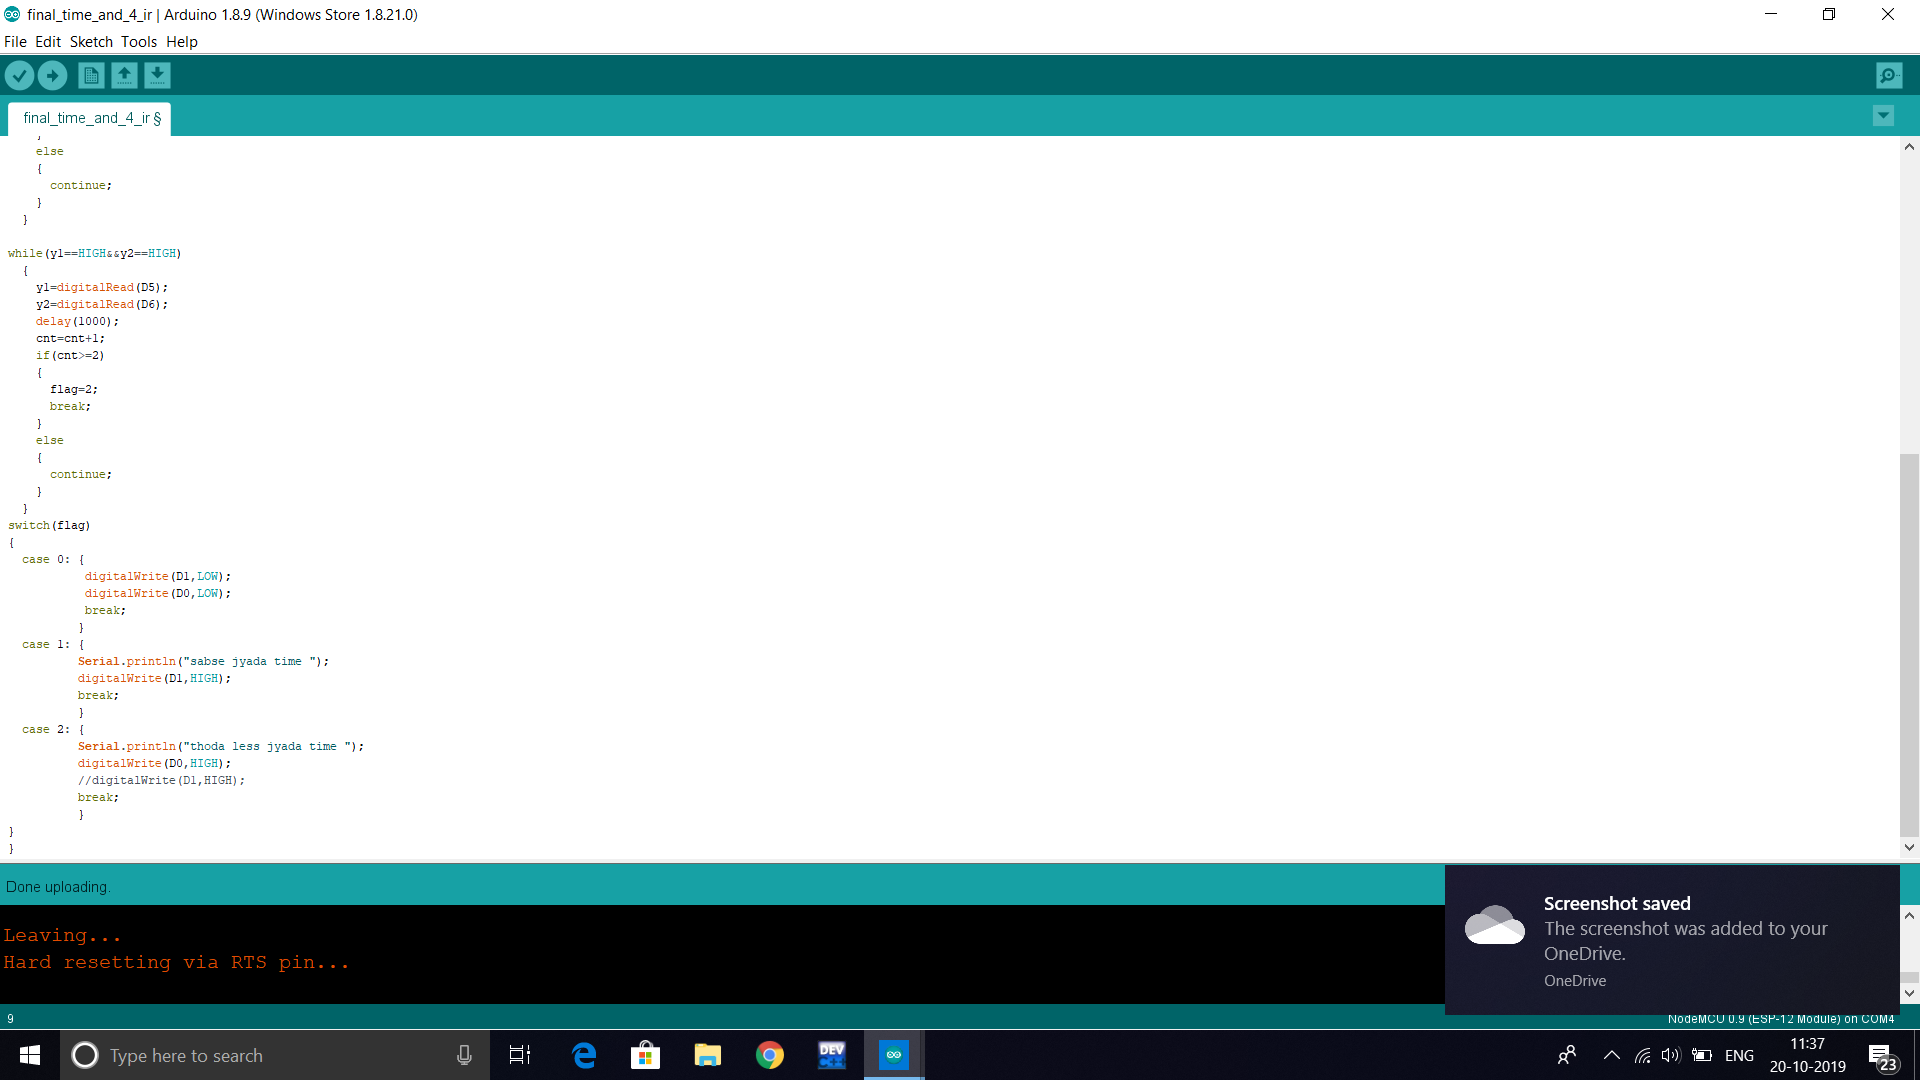 final_time_and_4_ir | Arduino 1.8.9 (Windows Store 1.8.21.0)
File Edit Sketch Tools Help
final_time_and_4_ir §
}
else
{
continue;
}
}
while(y1==HIGH&&y2==HIGH)
{
y1=digitalRead(D5);
y2=digitalRead(D6);
delay(1000);
cnt=cnt+1;
if(cnt>=2)
{
flag=2;
break;
}
else
{
continue;
}
}
switch(flag)
{
case 0: {
digitalWrite(D1,LOW);
digitalWrite(D0,LOW);
break;
}
case 1: {
Serial.println("sabse jyada time ");
digitalWrite(D1,HIGH);
break;
}
case 2: {
Serial.println("thoda less jyada time ");
digitalWrite(D0,HIGH);
//digitalWrite(D1,HIGH);
break;
}
}
}
Done uploading.
Leaving...
Hard resetting via RTS pin...
Screenshot saved
The screenshot was added to your
OneDrive.
OneDrive
9
NodeMCU 0.9 (ESP-12 Module) on COM4
Type here to search
DEV
C++
ENG
11:37
20-10-2019
23